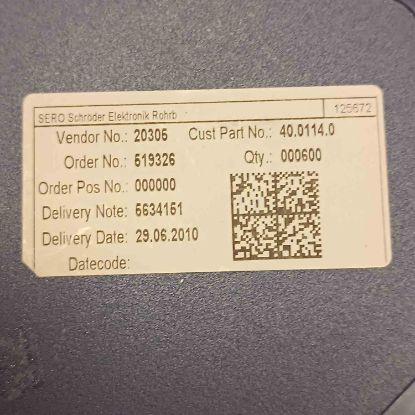 SERO Schröder Elektronik Rohrb 125672
Vendor No.: 20305 Cust Part No.: 40.0114.0
Order No.: 519326 Qty.: 000600
Order Pos No.: 000000
Delivery Note: 5634151
Delivery Date: 29.06.2010
Datecode: